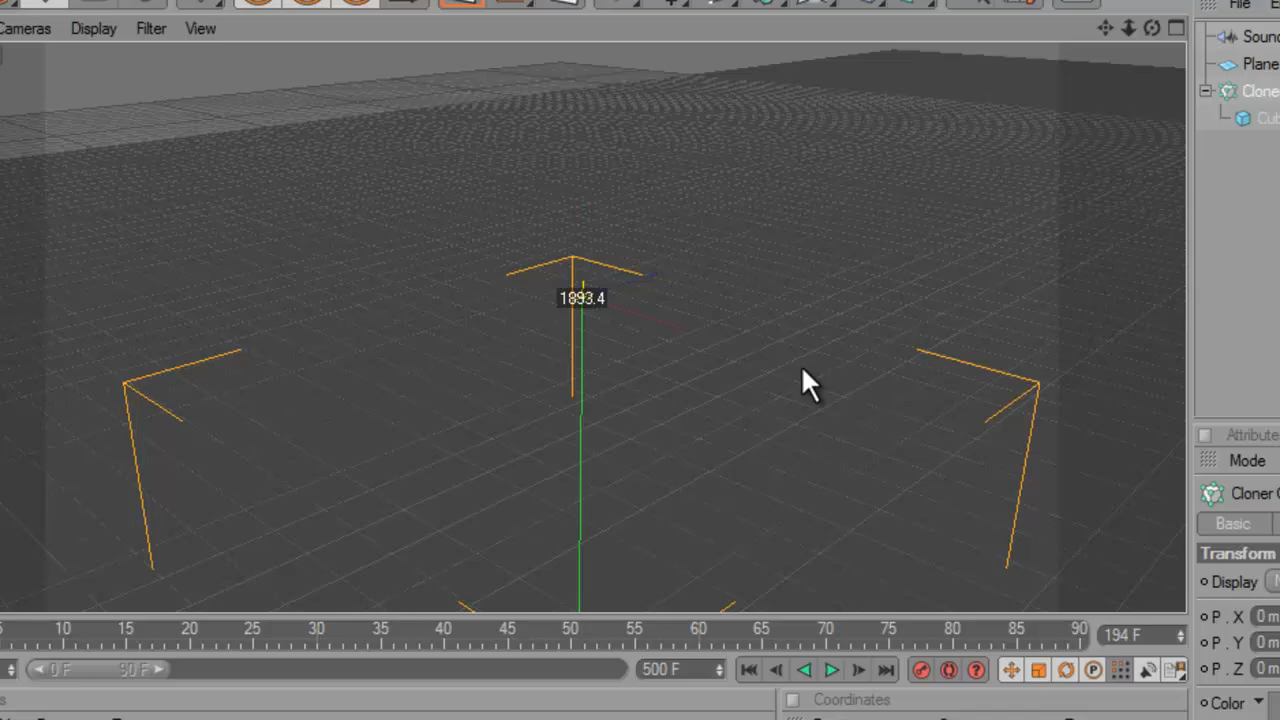 Cameras Display Filter View
File
Sound
Plane
Clone
Cub
1893.4
Attribute
Mode
Cloner
Basic
Transform
Display
P . X 0 m
P . Y 0 m
P . Z 0 m
Color
10 15 20 25 30 35 40 45 50 55 60 65 70 75 80 85 90
194 F
0 F 90 F 500 F
Coordinates